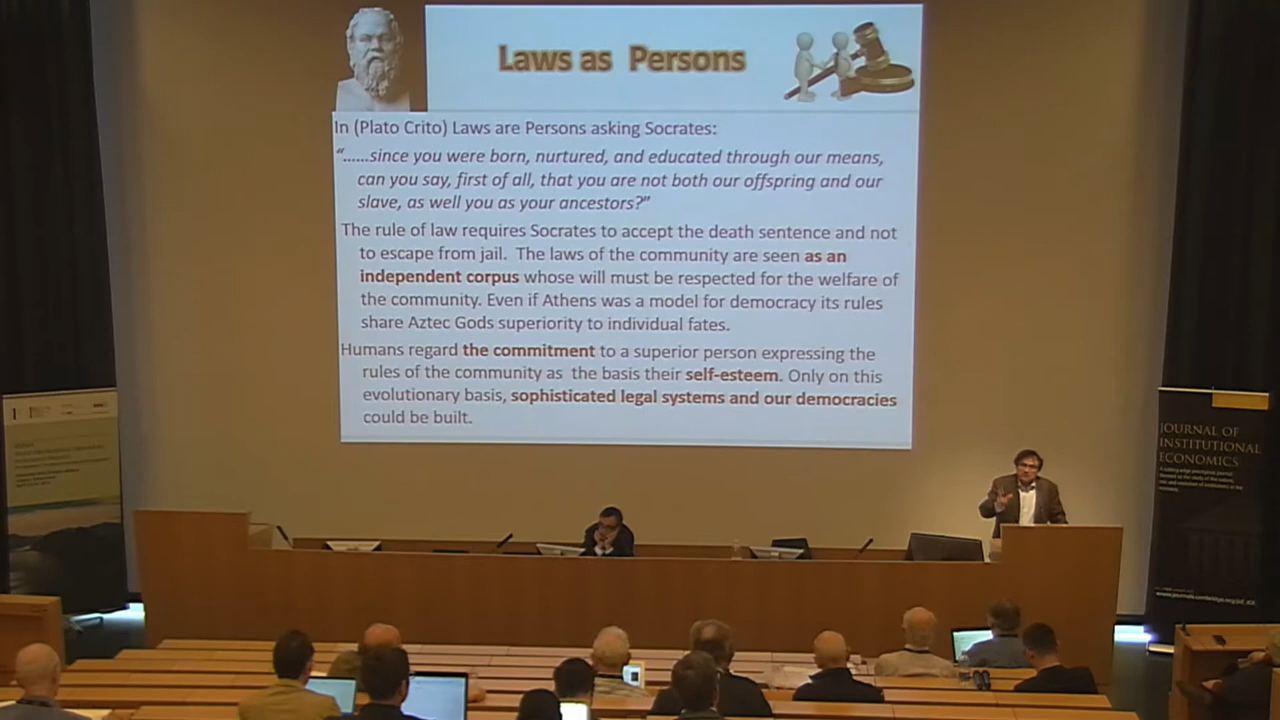 Laws as Persons
In (Plato Crito) Laws are Persons asking Socrates:
“......since you were born, nurtured, and educated through our means,
can you say, first of all, that you are not both our offspring and our
slave, as well you as your ancestors?”
The rule of law requires Socrates to accept the death sentence and not
to escape from jail. The laws of the community are seen as an
independent corpus whose will must be respected for the welfare of
the community. Even if Athens was a model for democracy its rules
share Aztec Gods superiority to individual fates.
Humans regard the commitment to a superior person expressing the
rules of the community as the basis their self-esteem. Only on this
evolutionary basis, sophisticated legal systems and our democracies
could be built.
JOURNAL OF
INSTITUTIONAL
ECONOMICS